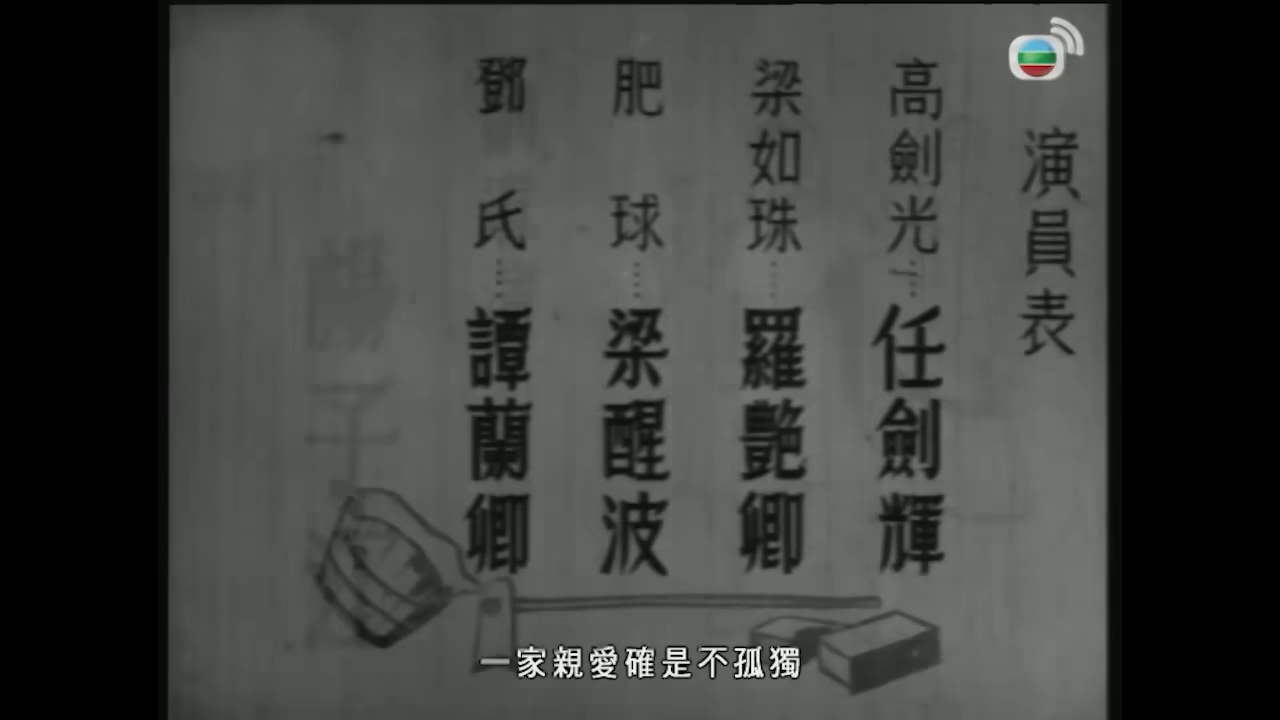 演員表
高劍光……任劍輝
梁如珠……羅艷卿
肥球……梁醒波
鄧氏……譚蘭卿
一家親愛確是不孤獨